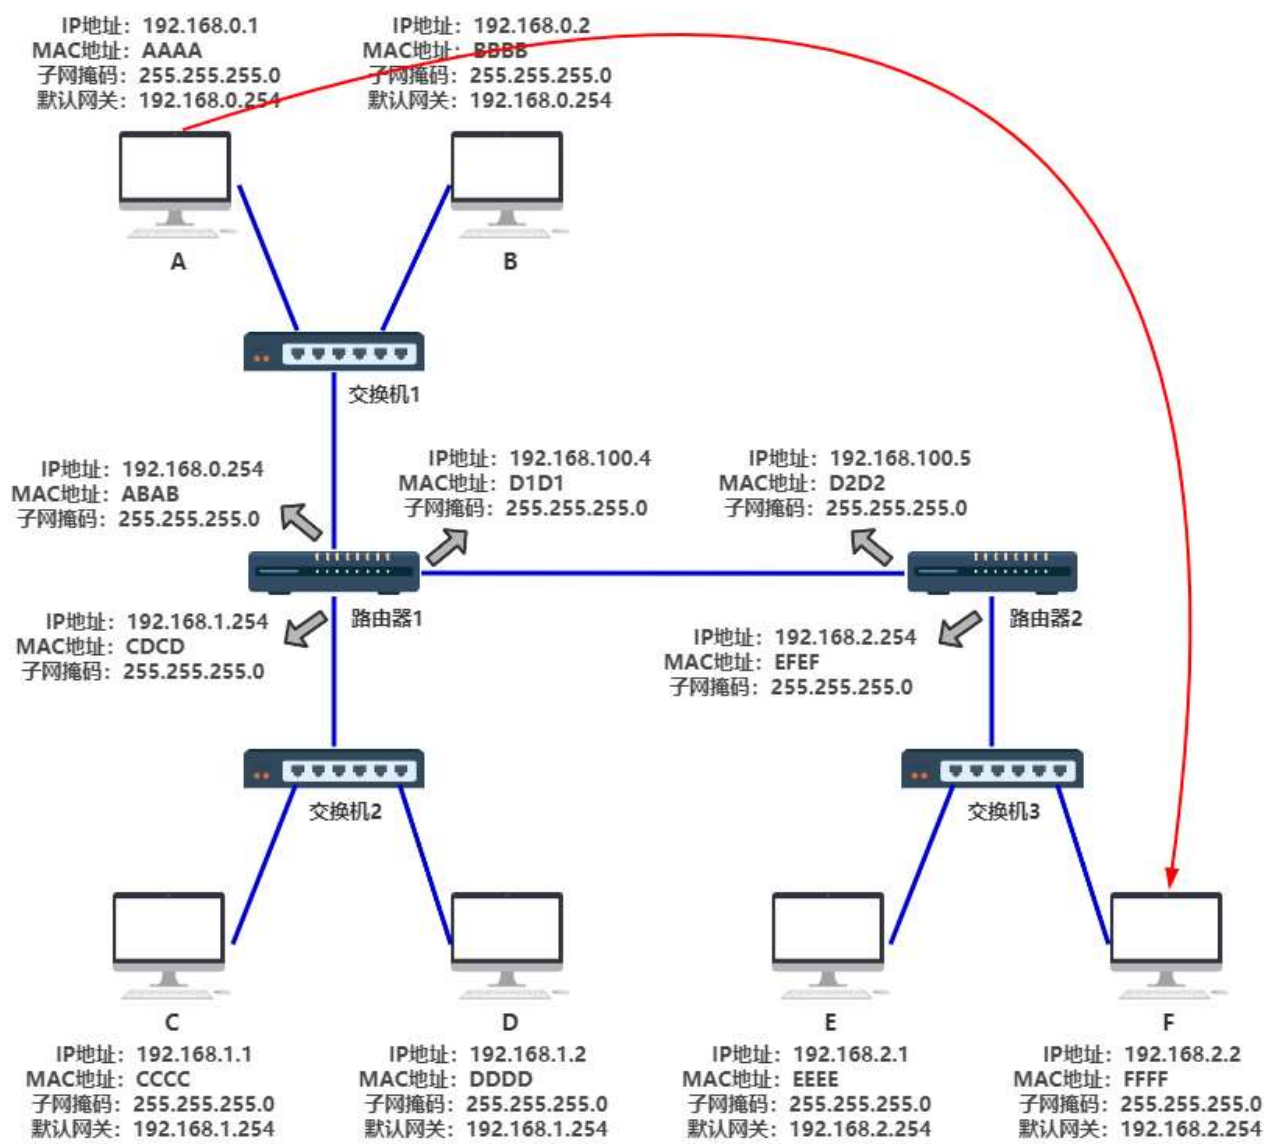 IP地址：192.168.0.1
MAC地址：AAAA
子网掩码：255.255.255.0
默认网关：192.168.0.254
IP地址：192.168.0.2
MAC地址：BBBB
子网掩码：255.255.255.0
默认网关：192.168.0.254
A
B
交换机1
IP地址：192.168.0.254
MAC地址：ABAB
子网掩码：255.255.255.0
IP地址：192.168.100.4
MAC地址：D1D1
子网掩码：255.255.255.0
IP地址：192.168.100.5
MAC地址：D2D2
子网掩码：255.255.255.0
路由器1
路由器2
IP地址：192.168.1.254
MAC地址：CDCD
子网掩码：255.255.255.0
IP地址：192.168.2.254
MAC地址：EFEF
子网掩码：255.255.255.0
交换机2
交换机3
C
D
E
F
IP地址：192.168.1.1
MAC地址：CCCC
子网掩码：255.255.255.0
默认网关：192.168.1.254
IP地址：192.168.1.2
MAC地址：DDDD
子网掩码：255.255.255.0
默认网关：192.168.1.254
IP地址：192.168.2.1
MAC地址：EEEE
子网掩码：255.255.255.0
默认网关：192.168.2.254
IP地址：192.168.2.2
MAC地址：FFFF
子网掩码：255.255.255.0
默认网关：192.168.2.254